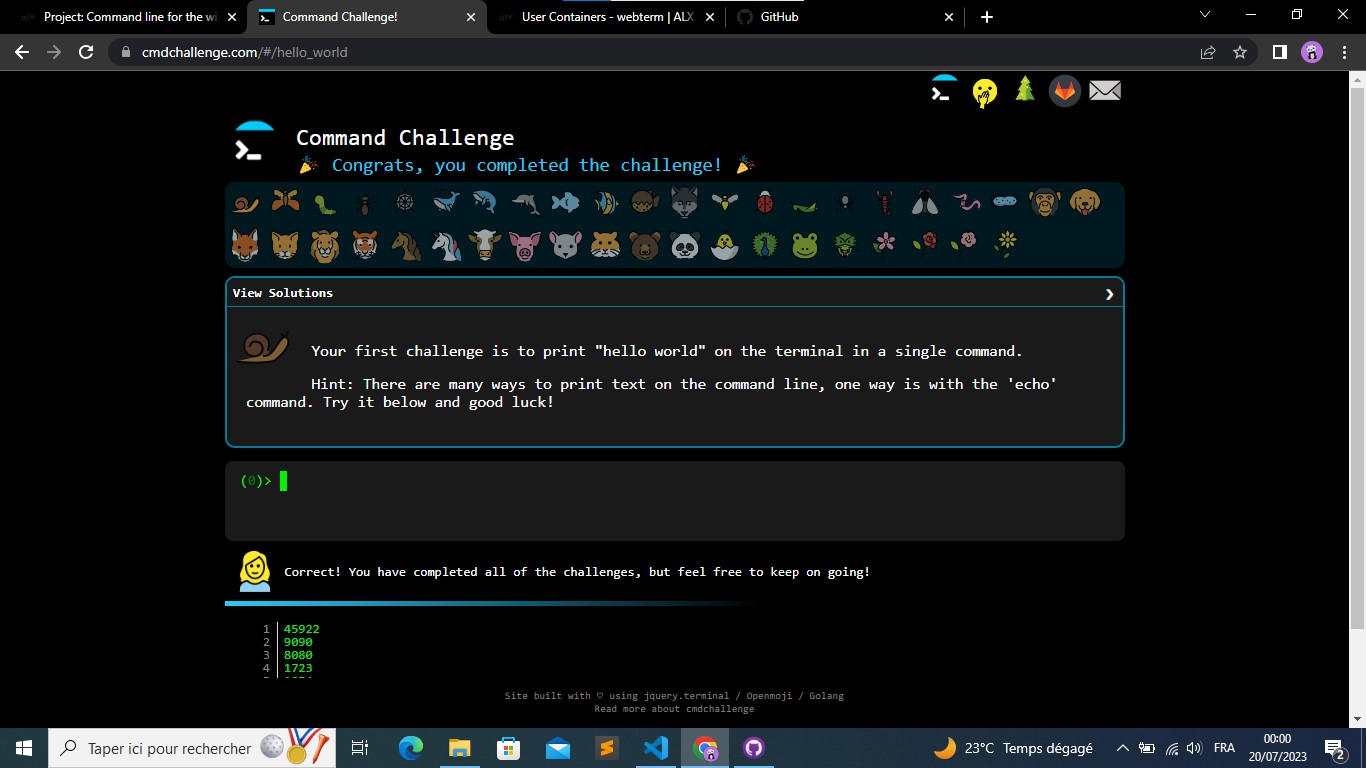 Project: Command line for the wi
Command Challenge!
User Containers - webterm | ALX
GitHub
cmdchallenge.com/#/hello_world
Command Challenge
Congrats, you completed the challenge!
View Solutions
Your first challenge is to print "hello world" on the terminal in a single command.
Hint: There are many ways to print text on the command line, one way is with the 'echo'
command. Try it below and good luck!
(0)>
Correct! You have completed all of the challenges, but feel free to keep on going!
1 45922
2 9090
3 8080
4 1723
Site built with ♡ using jquery.terminal / Openmoji / Golang
Read more about cmdchallenge
Taper ici pour rechercher
23°C Temps dégagé
FRA
00:00
20/07/2023
2